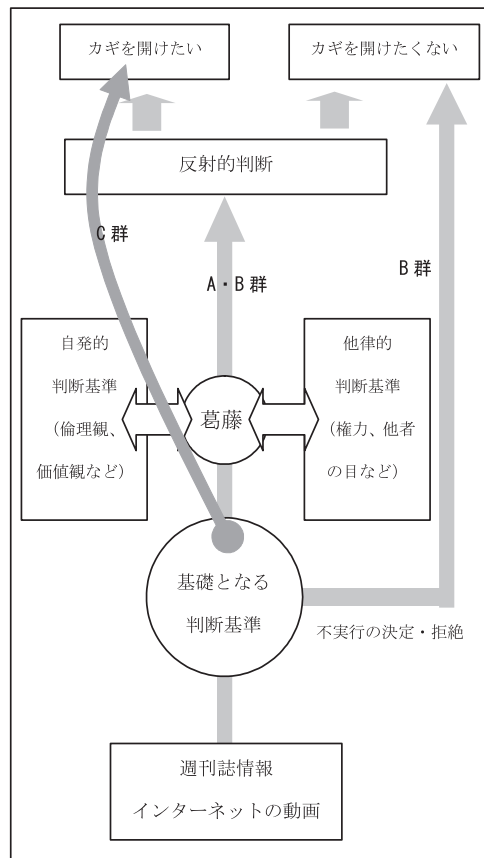 カギを開けたい
カギを開けたくない
反射的判断
C 群
A・B 群
B 群
自発的
判断基準
（倫理観、
価値観など）
葛藤
他律的
判断基準
（権力、他者
の目など）
基礎となる
判断基準
不実行の決定・拒絶
週刊誌情報
インターネットの動画